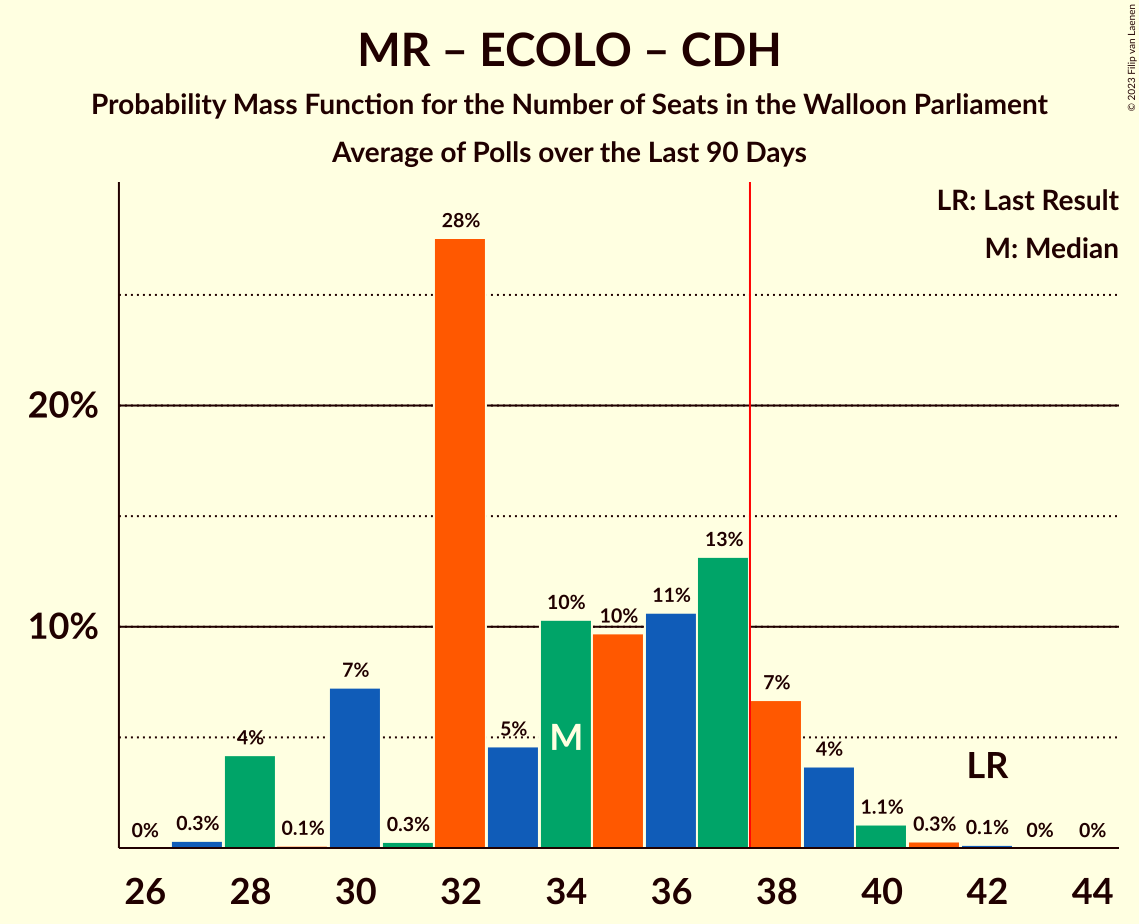 MR – ECOLO – CDH
Probability Mass Function for the Number of Seats in the Walloon Parliament
Average of Polls over the Last 90 Days
© 2023 Filip van Laenen
LR: Last Result
M: Median
20%
10%
0%
0.3%
4%
0.1%
7%
0.3%
28%
5%
10%
10%
11%
13%
7%
4%
1.1%
0.3%
0.1%
0%
0%
M
LR
26 28 30 32 34 36 38 40 42 44